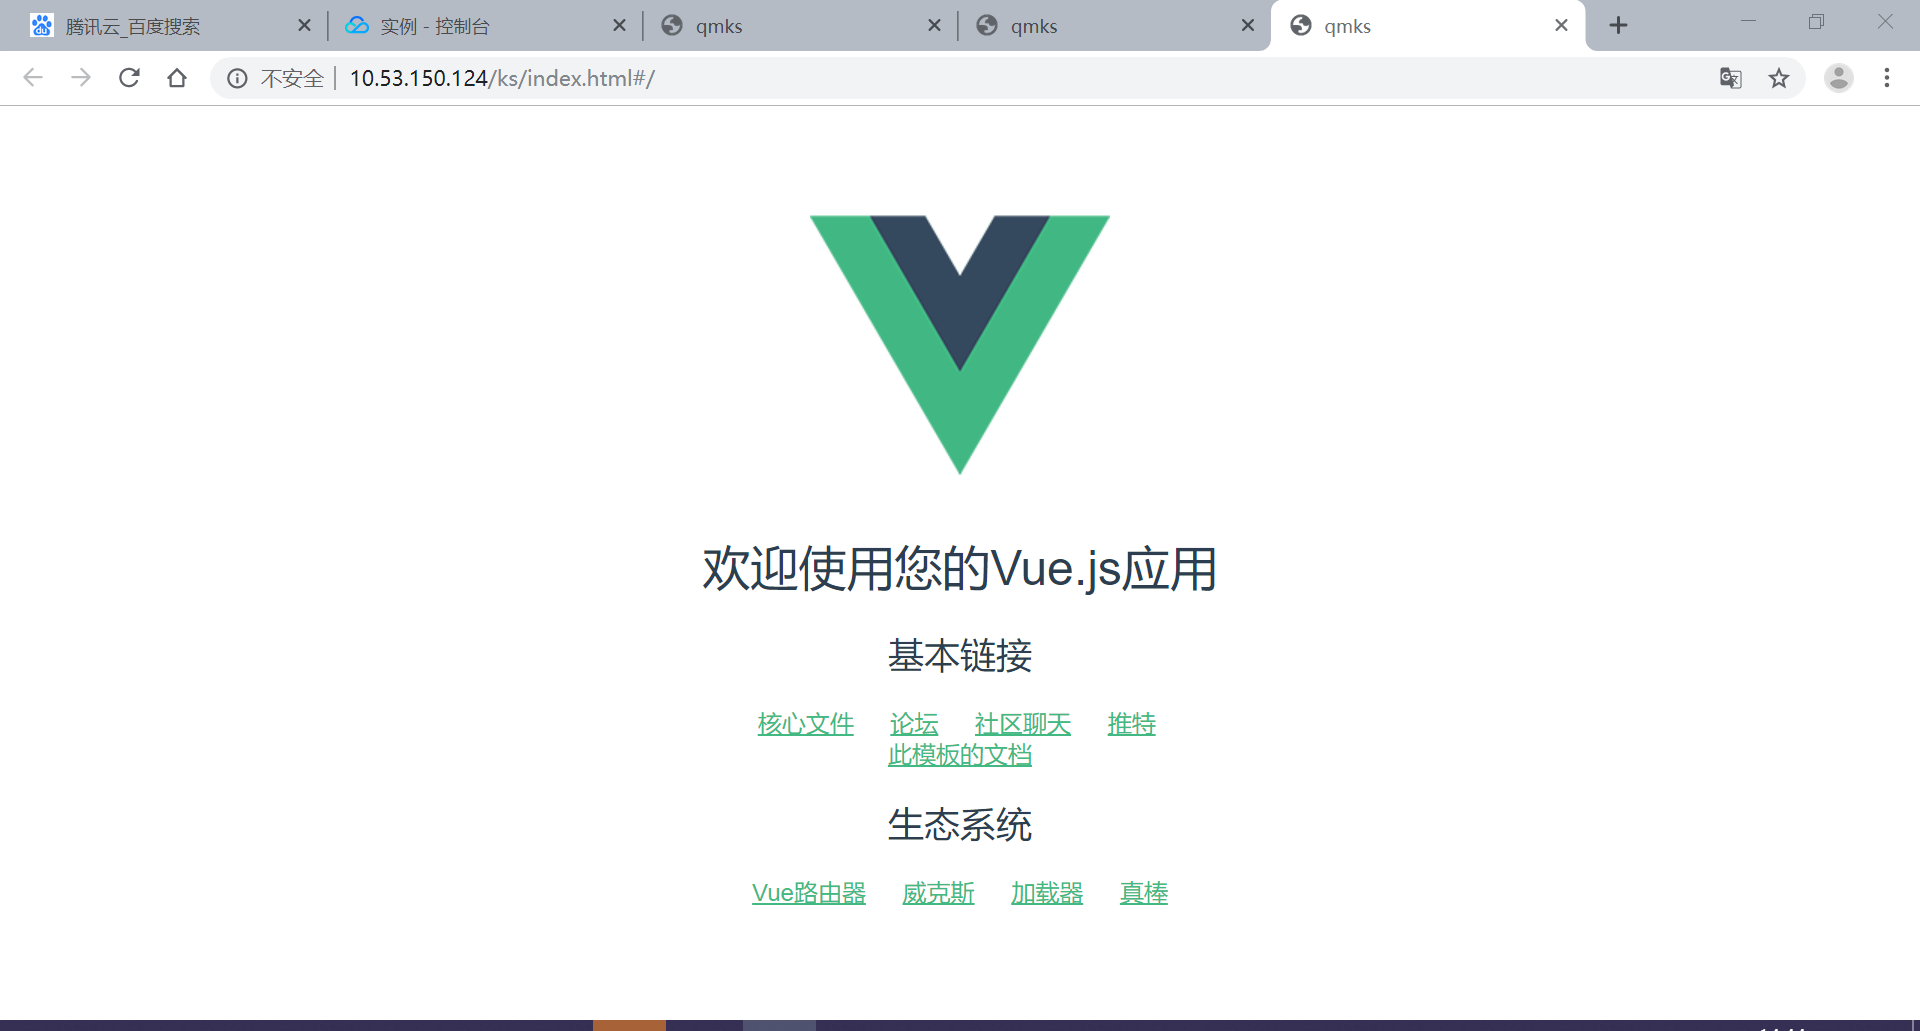 腾讯云_百度搜索 实例 - 控制台 qmks qmks qmks
不安全 10.53.150.124/ks/index.html#/
欢迎使用您的Vue.js应用
基本链接
核心文件 论坛 社区聊天 推特
此模板的文档
生态系统
Vue路由器 威克斯 加载器 真棒